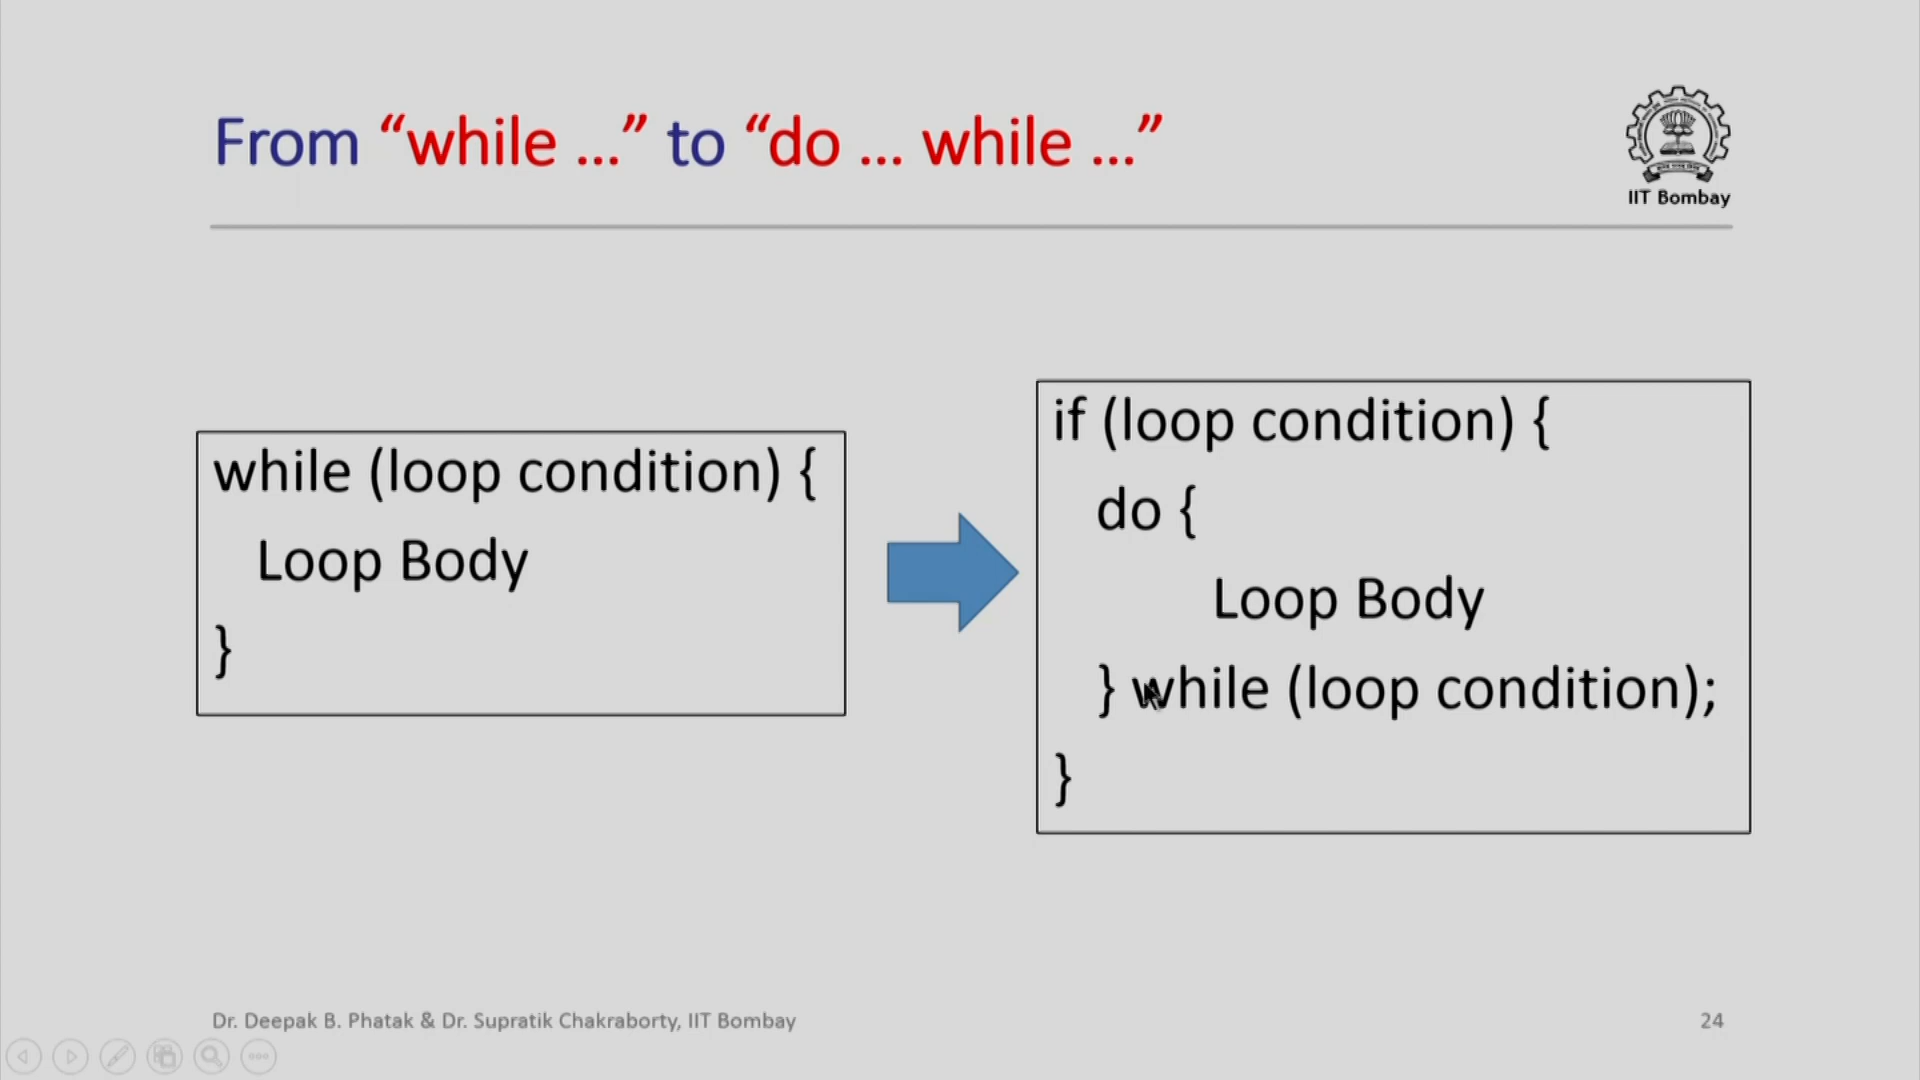 From “while ...” to “do ... while ...”
IIT Bombay
while (loop condition) {
Loop Body
}
if (loop condition) {
do {
Loop Body
} while (loop condition);
}
Dr. Deepak B. Phatak & Dr. Supratik Chakraborty, IIT Bombay
24